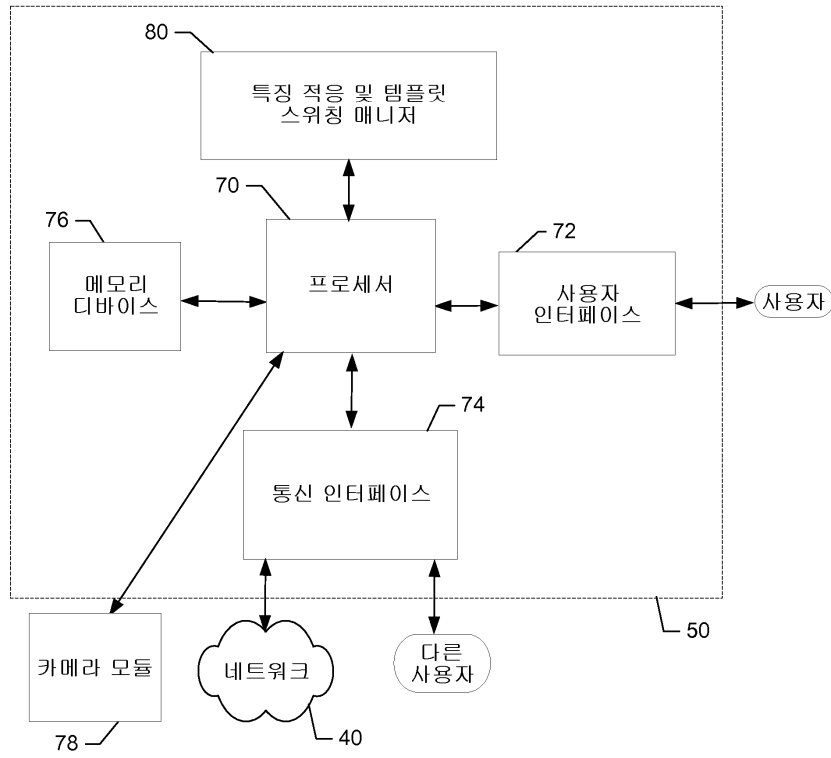 80
특징 적응 및 템플릿
스위칭 매니저
70
76
72
메모리
디바이스
프로세서
사용자
인터페이스
사용자
74
통신 인터페이스
50
카메라 모듈
네트워크
다른
사용자
78
40